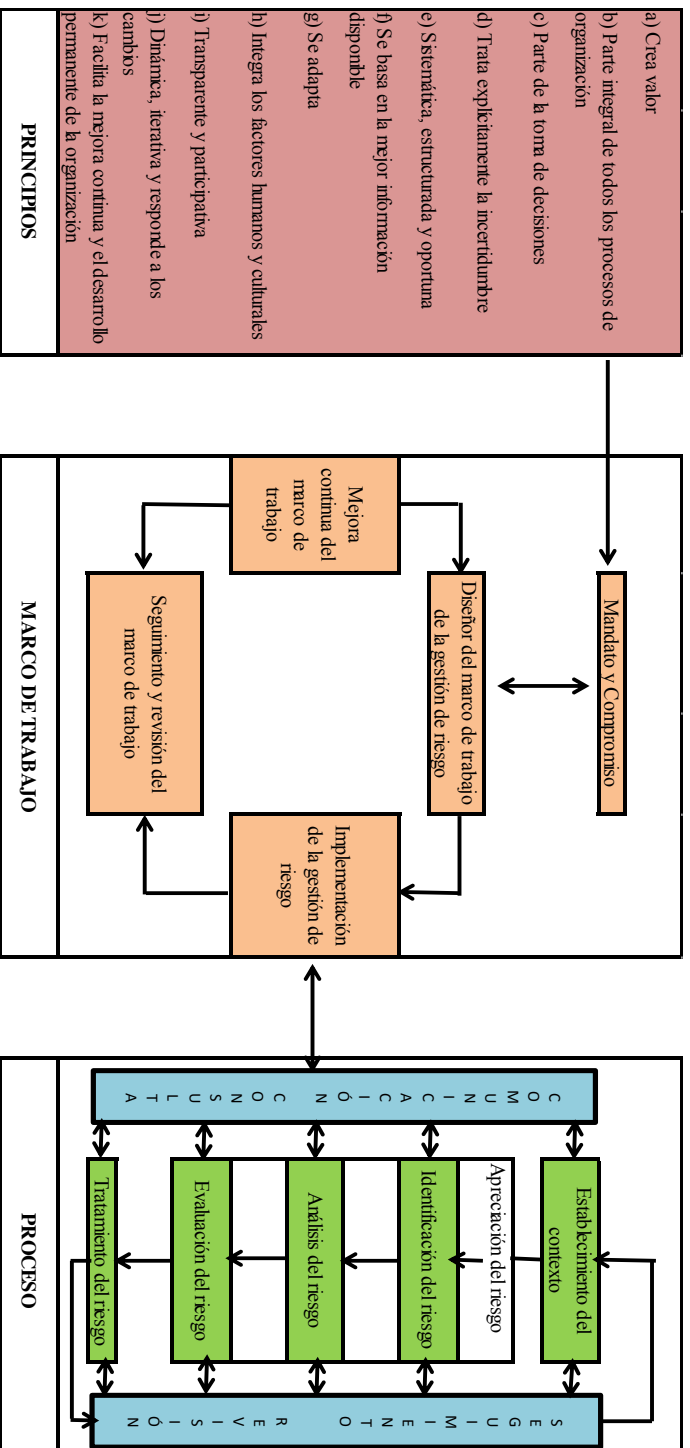 a) Crea valor
b) Parte integral de todos los procesos de
organización
c) Parte de la toma de decisiones
d) Trata explícitamente la incertidumbre
e) Sistemática, estructurada y oportuna
f) Se basa en la mejor información
disponible
g) Se adapta
h) Integra los factores humanos y culturales
i) Transparente y participativa
j) Dinámica, iterativa y responde a los
cambios
k) Facilita la mejora continua y el desarrollo
permanente de la organización
PRINCIPIOS
Mandato y Compromiso
Diseñor del marco de trabajo
de la gestión de riesgo
Mejora
continua del
marco de
trabajo
Implementación
de la gestión de
riesgo
Seguimiento y revisión del
marco de trabajo
MARCO DE TRABAJO
COMUNICACIÓN CONSULTA
Establecimiento del
contexto
Apreciación del riesgo
Identificación del riesgo
Análisis del riesgo
Evaluación del riesgo
Tratamiento del riesgo
SEGUIMIENTO REVISIÓN
PROCESO